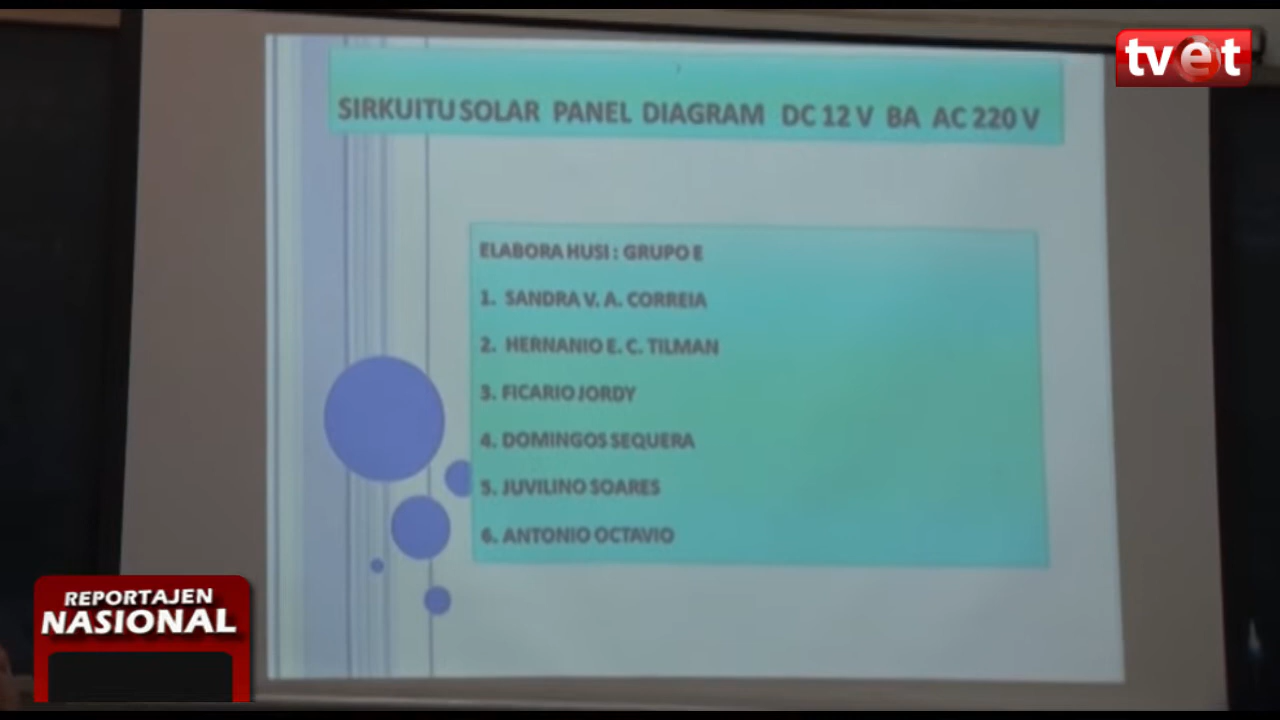 tvet
SIRKUITU SOLAR PANEL DIAGRAM DC 12 V BA AC 220 V
ELABORA HUSI : GRUPO E
1. SANDRA V. A. CORREIA
2. HERNANIO E. C. TILMAN
3. FICARIO JORDY
4. DOMINGOS SEQUERA
5. JUVILINO SOARES
6. ANTONIO OCTAVIO
REPORTAJEN
NASIONAL